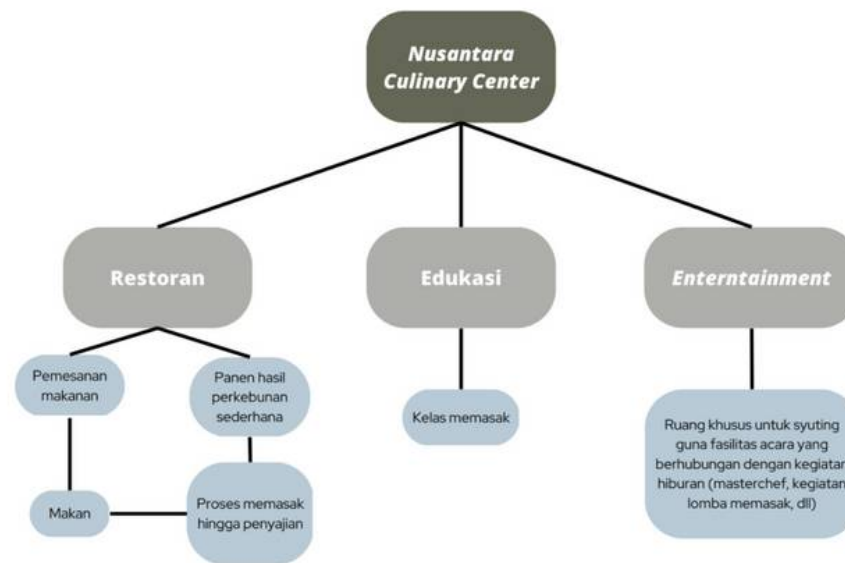 Nusantara
Culinary Center
Restoran
Edukasi
Enterntainment
Pemesanan
makanan
Panen hasil
perkebunan
sederhana
Kelas memasak
Ruang khusus untuk syuting
guna fasilitas acara yang
berhubungan dengan kegiatan
hiburan (masterchef, kegiatan
lomba memasak, dll)
Makan
Proses memasak
hingga penyajian